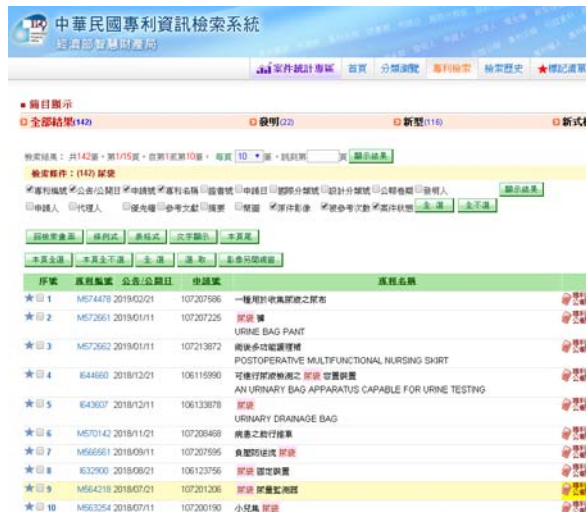 中華民國專利資訊檢索系統
經濟部智慧財產局
案件統計專區 首頁 分類瀏覽 專利檢索 檢索歷史 ★標記清單
簡目顯示
全部結果(142) 發明(22) 新型(116) 新式樣
檢索結果： 共142筆，第1/15頁，自第1至第10筆， 每頁 10 筆，跳到第 頁 顯示結果
檢索條件：(142) 尿袋
專利編號 公告/公開日 申請號 專利名稱 證書號 申請日 國際分類號 設計分類號 公報卷期 發明人 顯示結果
申請人 代理人 優先權 參考文獻 摘要 簡圖 原件影像 被參考次數 案件狀態 全 選 全不選
回檢索畫面 條列式 表格式 文字顯示 本頁尾
本頁全選 本頁全不選 全 選 選 取 影像另開視窗
序號 專利編號 公告/公開日 申請號 專利名稱
1 M574478 2019/02/21 107207586 一種用於收集尿液之尿布
2 M572661 2019/01/11 107207225 尿袋 褲
URINE BAG PANT
3 M572662 2019/01/11 107213872 術後多功能護理裙
POSTOPERATIVE MULTIFUNCTIONAL NURSING SKIRT
4 I644660 2018/12/21 106115990 可進行尿液檢測之 尿袋 容置裝置
AN URINARY BAG APPARATUS CAPABLE FOR URINE TESTING
5 I643607 2018/12/11 106133878 尿袋
URINARY DRAINAGE BAG
6 M570142 2018/11/21 107208468 病患之助行推車
7 M566561 2018/09/11 107207595 負壓防逆流 尿袋
8 I632900 2018/08/21 106123756 尿袋 固定裝置
9 M564218 2018/07/21 107201206 尿袋 尿量監測器
10 M563254 2018/07/11 107200190 小兒集 尿袋